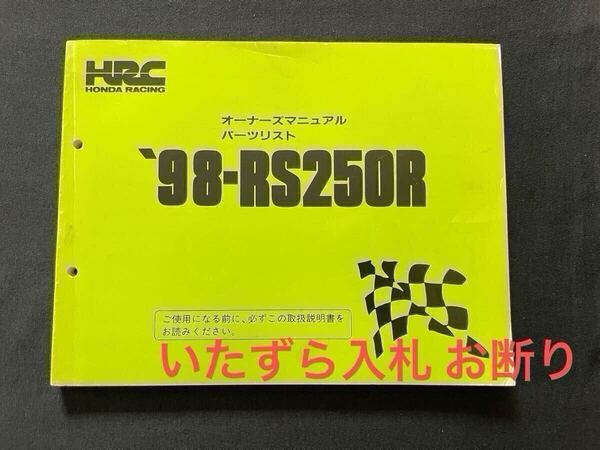 HRC
HONDA RACING
オーナーズマニュアル
パーツリスト
'98-RS250R
ご使用になる前に、必ずこの取扱説明書を
お読みください。
いたずら入札 お断り